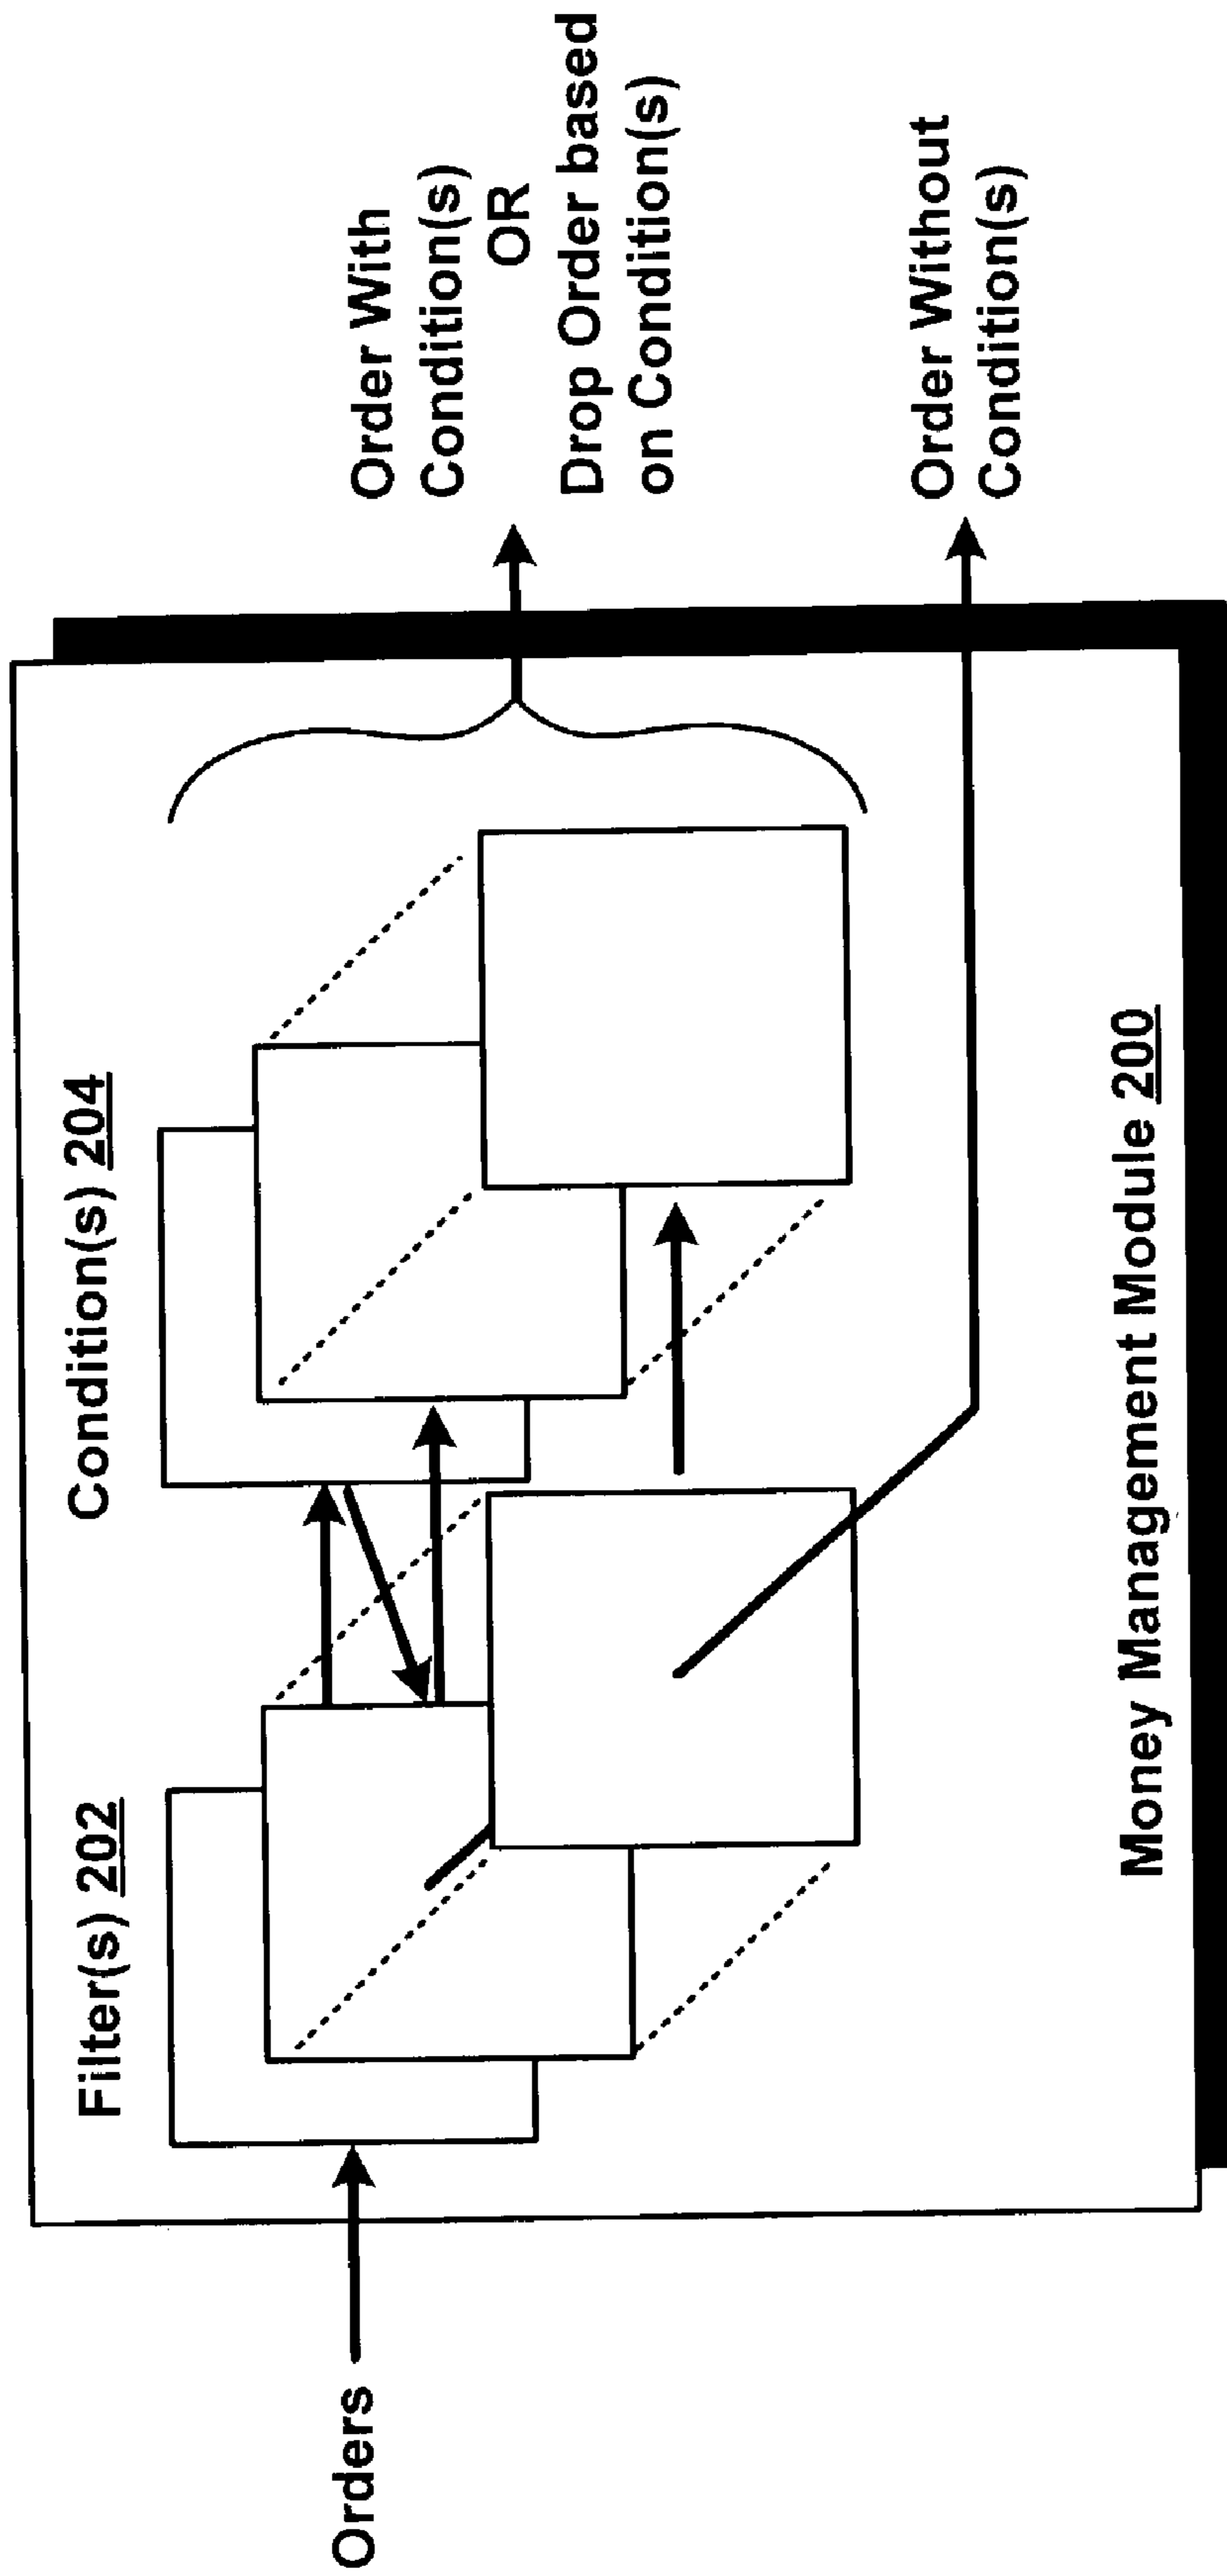 Orders
Filter(s) 202
Condition(s) 204
Money Management Module 200
Order With
Condition(s)
OR
Drop Order based
on Condition(s)
Order Without
Condition(s)